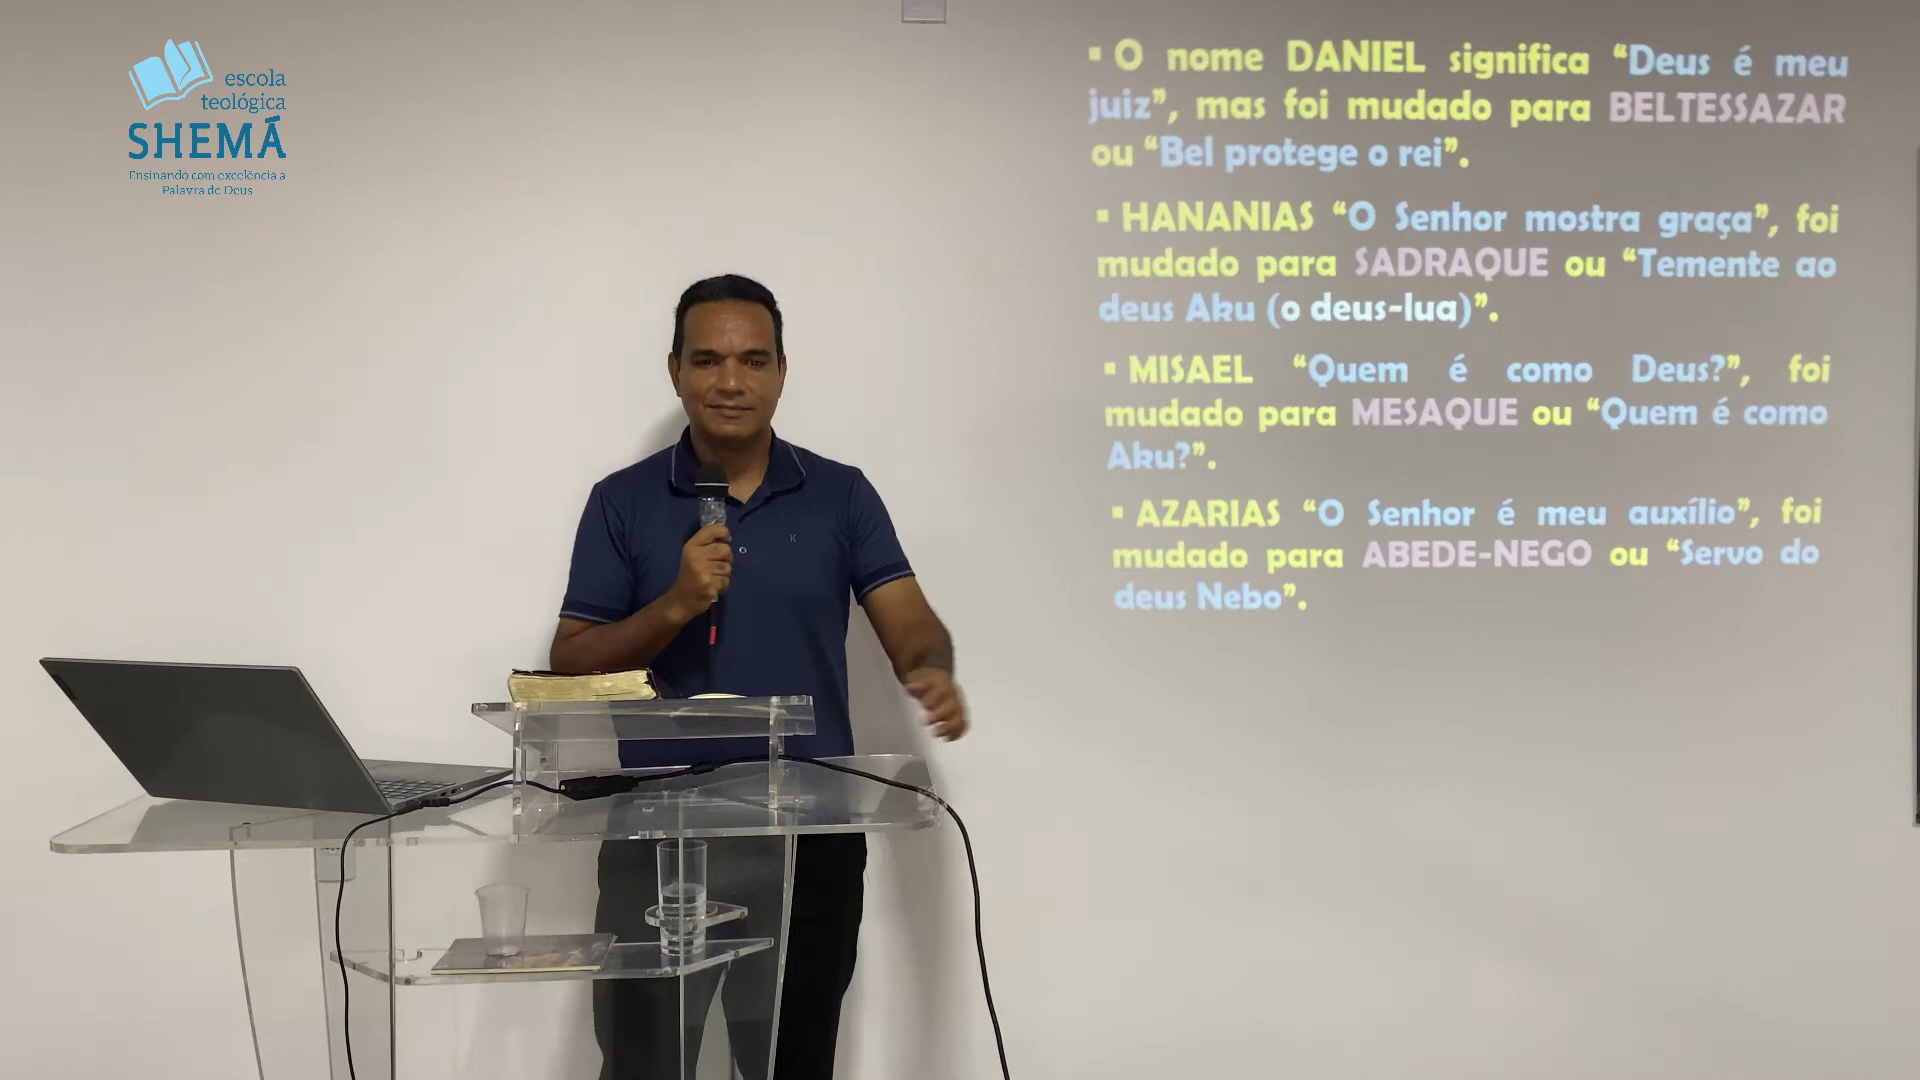 escola
teológica
SHEMÁ
Ensinando com excelência a
Palavra de Deus
▪ O nome DANIEL significa “Deus é meu
juiz”, mas foi mudado para BELTESSAZAR
ou “Bel protege o rei”.
▪ HANANIAS “O Senhor mostra graça”, foi
mudado para SADRAQUE ou “Temente ao
deus Aku (o deus-lua)”.
▪ MISAEL “Quem é como Deus?”, foi
mudado para MESAQUE ou “Quem é como
Aku?”.
▪ AZARIAS “O Senhor é meu auxílio”, foi
mudado para ABEDE-NEGO ou “Servo do
deus Nebo”.
K